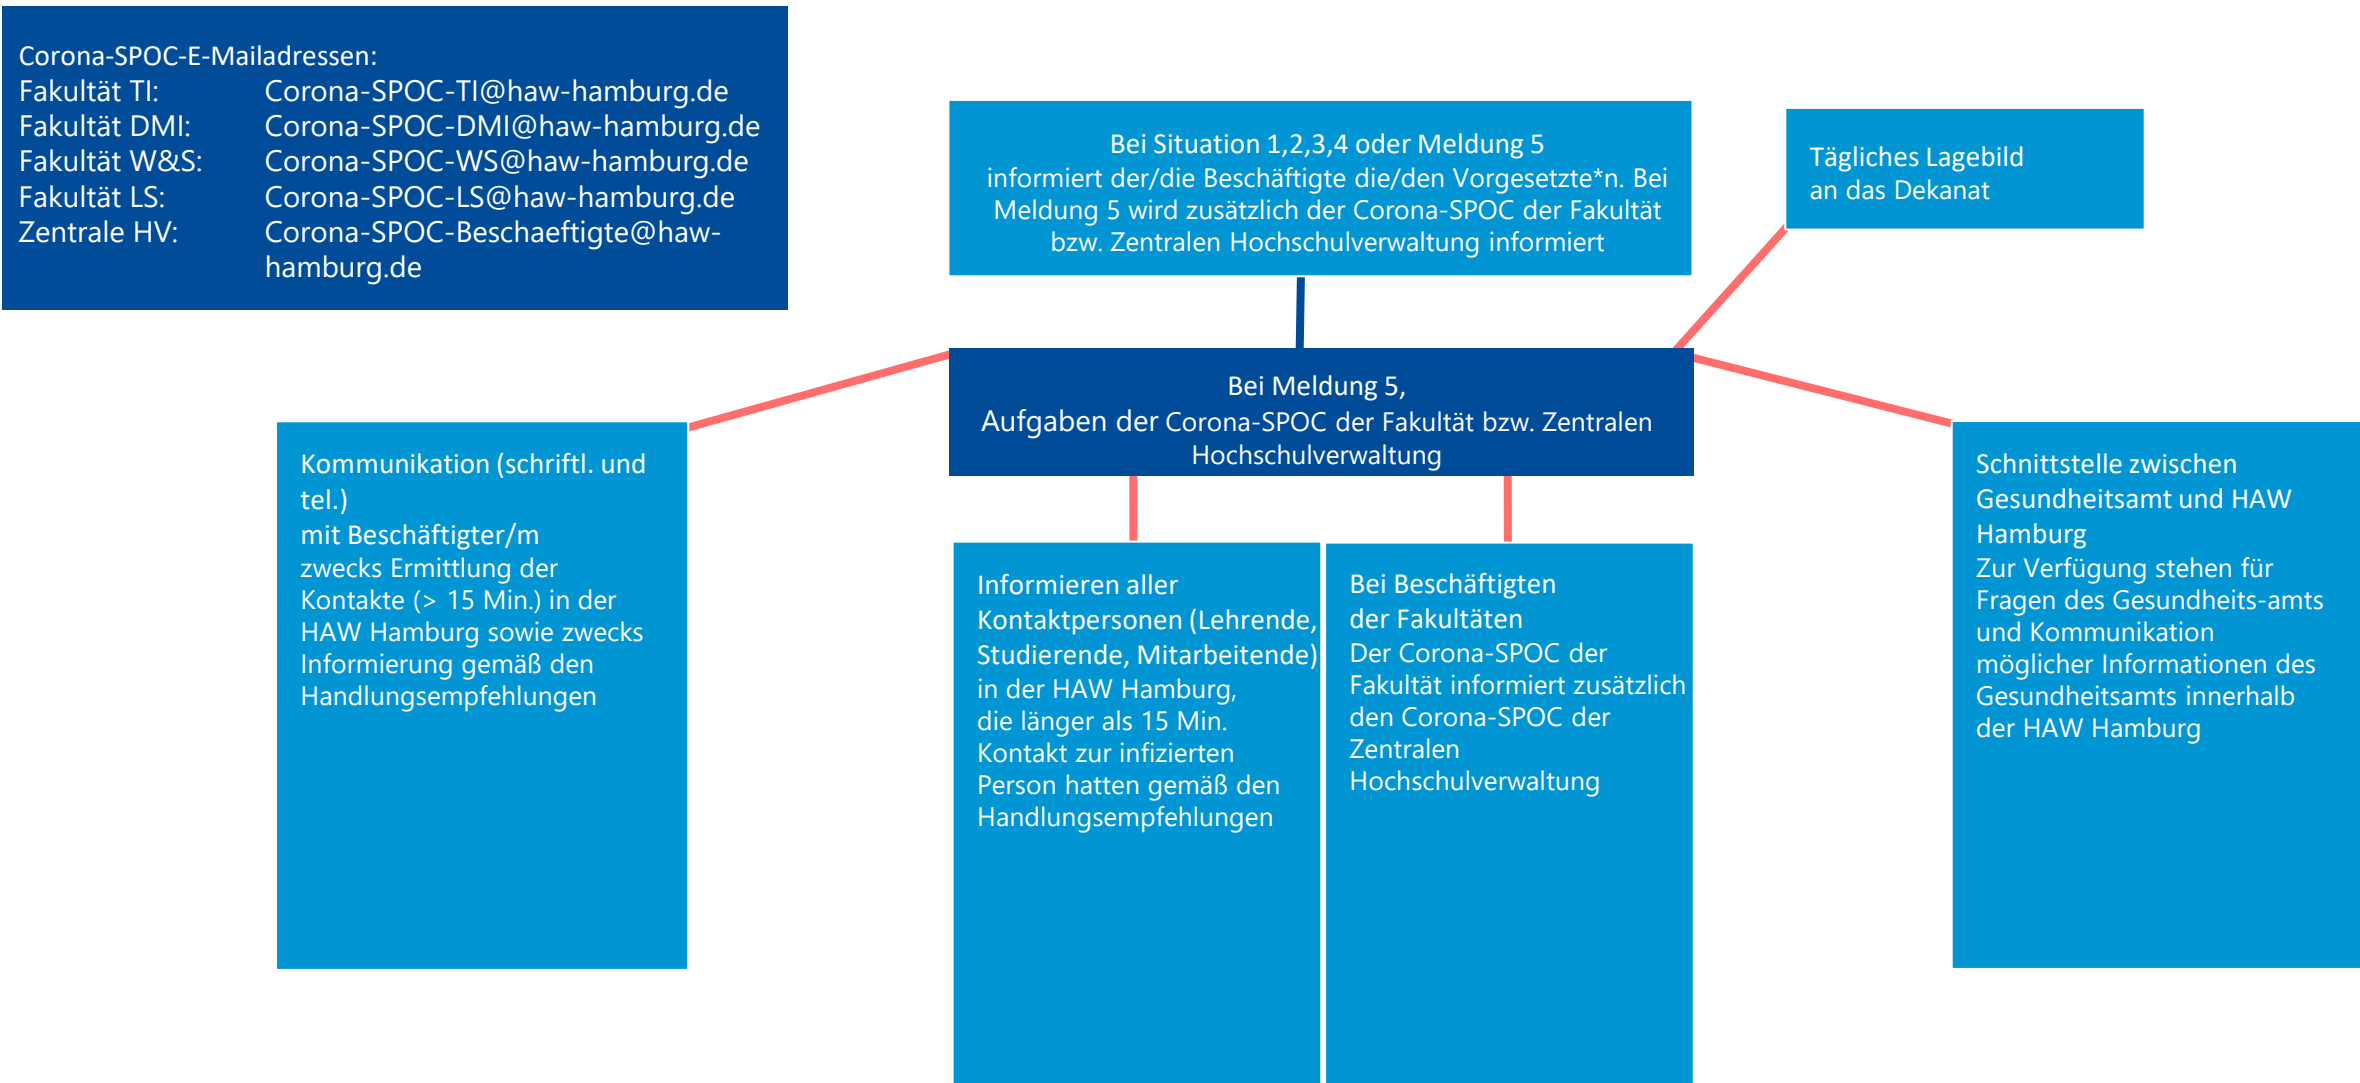 Corona-SPOC-E-Mailadressen:
Fakultät TI: Corona-SPOC-TI@haw-hamburg.de
Fakultät DMI: Corona-SPOC-DMI@haw-hamburg.de
Fakultät W&S: Corona-SPOC-WS@haw-hamburg.de
Fakultät LS: Corona-SPOC-LS@haw-hamburg.de
Zentrale HV: Corona-SPOC-Beschaeftigte@haw-
hamburg.de
Bei Situation 1,2,3,4 oder Meldung 5
informiert der/die Beschäftigte die/den Vorgesetzte*n. Bei
Meldung 5 wird zusätzlich der Corona-SPOC der Fakultät
bzw. Zentralen Hochschulverwaltung informiert
Tägliches Lagebild
an das Dekanat
Bei Meldung 5,
Aufgaben der Corona-SPOC der Fakultät bzw. Zentralen
Hochschulverwaltung
Kommunikation (schriftl. und
tel.)
mit Beschäftigter/m
zwecks Ermittlung der
Kontakte (> 15 Min.) in der
HAW Hamburg sowie zwecks
Informierung gemäß den
Handlungsempfehlungen
Informieren aller
Kontaktpersonen (Lehrende,
Studierende, Mitarbeitende)
in der HAW Hamburg,
die länger als 15 Min.
Kontakt zur infizierten
Person hatten gemäß den
Handlungsempfehlungen
Bei Beschäftigten
der Fakultäten
Der Corona-SPOC der
Fakultät informiert zusätzlich
den Corona-SPOC der
Zentralen
Hochschulverwaltung
Schnittstelle zwischen
Gesundheitsamt und HAW
Hamburg
Zur Verfügung stehen für
Fragen des Gesundheits-amts
und Kommunikation
möglicher Informationen des
Gesundheitsamts innerhalb
der HAW Hamburg